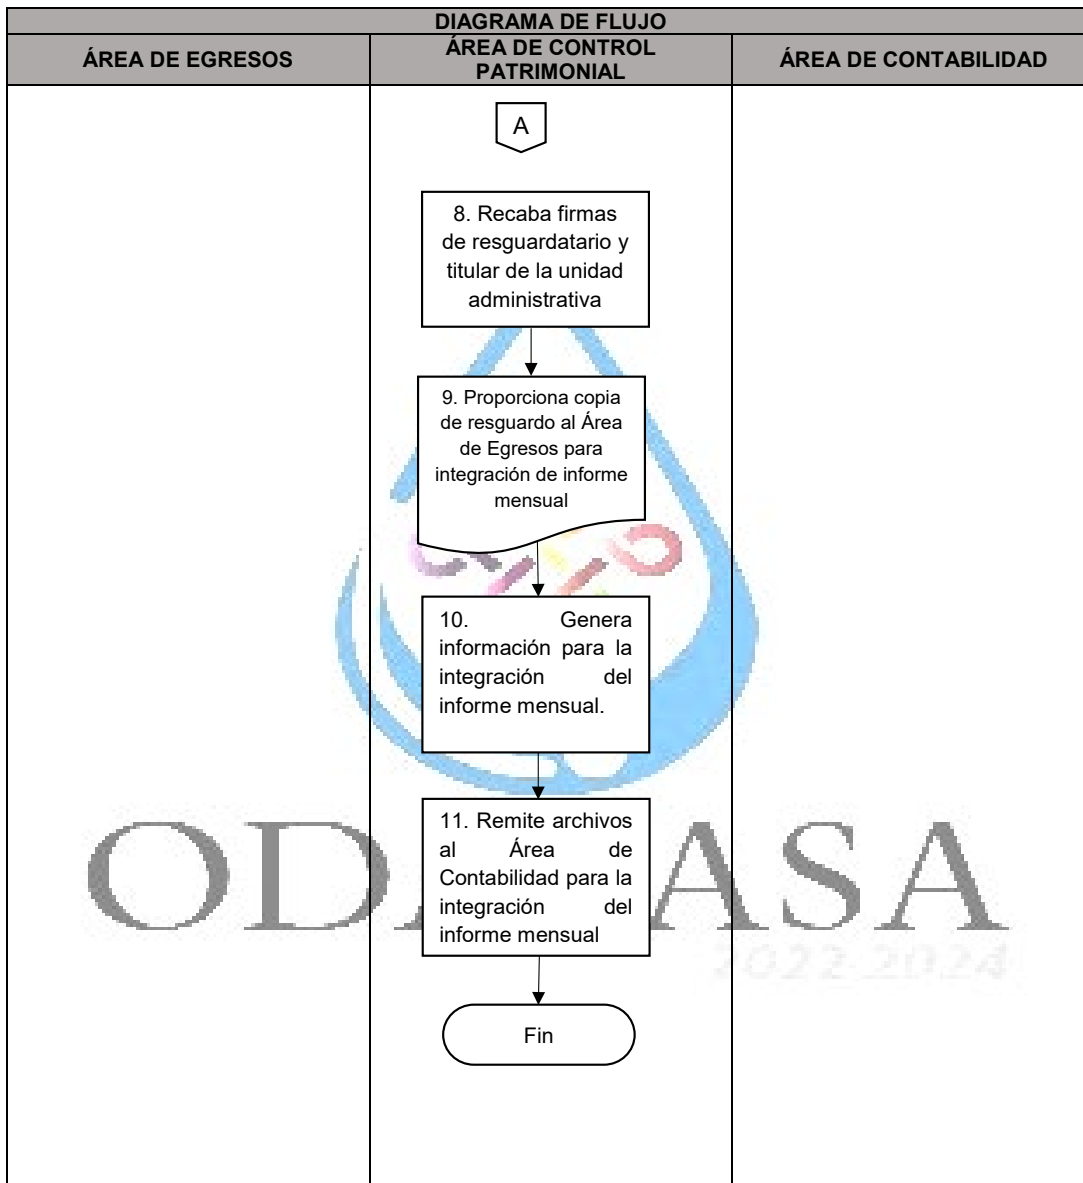 DIAGRAMA DE FLUJO
ÁREA DE EGRESOS
ÁREA DE CONTROL
PATRIMONIAL
ÁREA DE CONTABILIDAD
A
8. Recaba firmas
de resguardatario y
titular de la unidad
administrativa
9. Proporciona copia
de resguardo al Área
de Egresos para
integración de informe
mensual
10. Genera
información para la
integración del
informe mensual.
11. Remite archivos
al Área de
Contabilidad para la
integración del
informe mensual
Fin
2022-2024